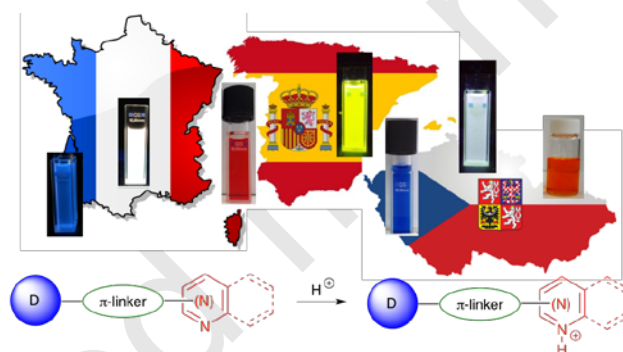 H⊕
D π-linker (N) D π-linker (N)
N N ⊕
H